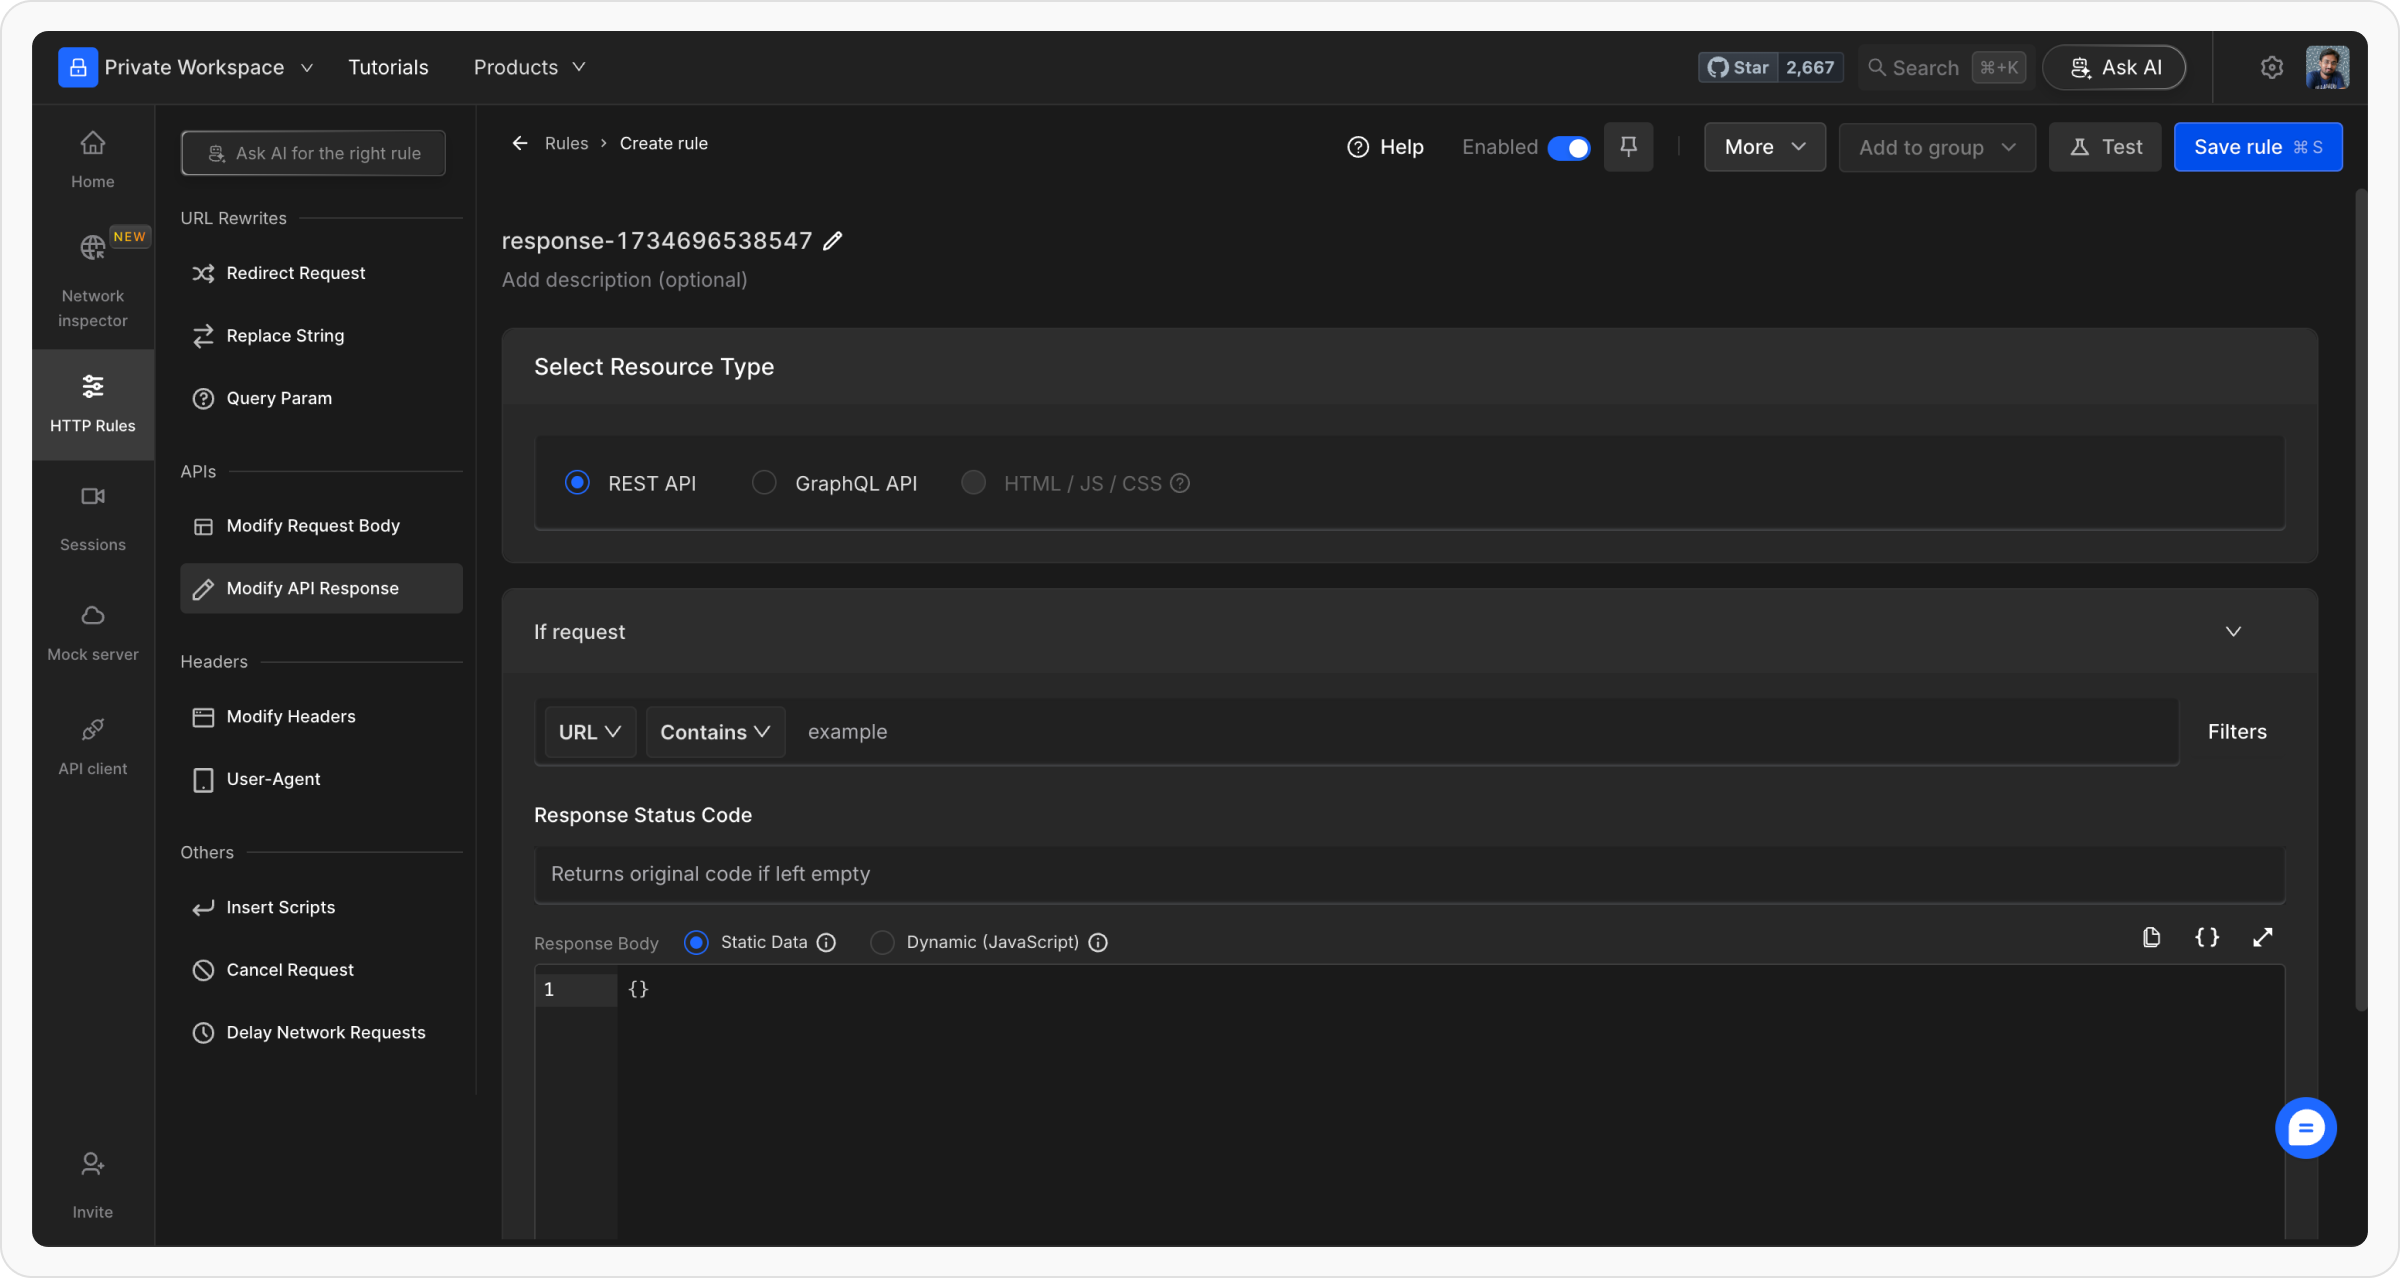 Private Workspace
Tutorials
Products
Star 2,667
Search ⌘+K
Ask AI
Home
NEW
Network
inspector
HTTP Rules
Sessions
Mock server
API client
Invite
Ask AI for the right rule
URL Rewrites
Redirect Request
Replace String
Query Param
APIs
Modify Request Body
Modify API Response
Headers
Modify Headers
User-Agent
Others
Insert Scripts
Cancel Request
Delay Network Requests
Rules > Create rule
Help
Enabled
More
Add to group
Test
Save rule ⌘ S
response-1734696538547
Add description (optional)
Select Resource Type
REST API
GraphQL API
HTML / JS / CSS
If request
URL
Contains
example
Filters
Response Status Code
Returns original code if left empty
Response Body
Static Data
Dynamic (JavaScript)
{}
1 {}